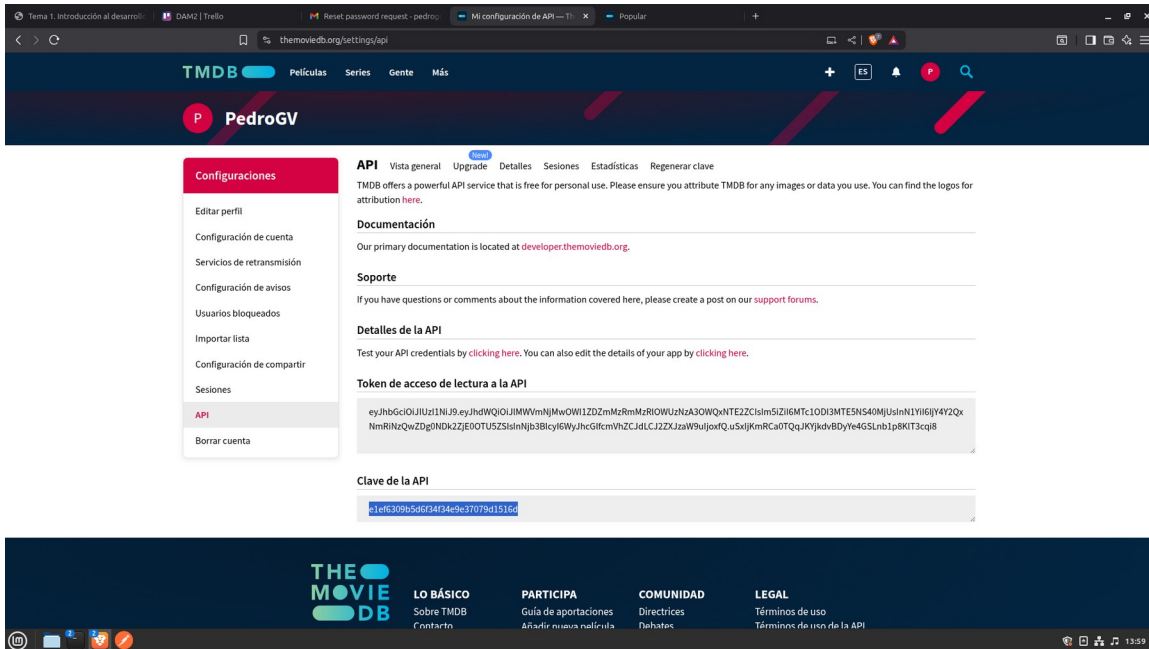 Tema 1. Introducción al desarroll
DAM2 | Trello
Reset password request - pedrog
Mi configuración de API — Th
Popular
themoviedb.org/settings/api
TMDB Películas Series Gente Más ES P
P PedroGV
Configuraciones
Editar perfil
Configuración de cuenta
Servicios de retransmisión
Configuración de avisos
Usuarios bloqueados
Importar lista
Configuración de compartir
Sesiones
API
Borrar cuenta
New!
API Vista general Upgrade Detalles Sesiones Estadísticas Regenerar clave
TMDB offers a powerful API service that is free for personal use. Please ensure you attribute TMDB for any images or data you use. You can find the logos for
attribution here.
Documentación
Our primary documentation is located at developer.themoviedb.org.
Soporte
If you have questions or comments about the information covered here, please create a post on our support forums.
Detalles de la API
Test your API credentials by clicking here. You can also edit the details of your app by clicking here.
Token de acceso de lectura a la API
Clave de la API
e1ef6309b5d6f34f34e9e37079d1516d
THE
MOVIE
DB
LO BÁSICO
Sobre TMDB
Contacto
PARTICIPA
Guía de aportaciones
Añadir nueva película
COMUNIDAD
Directrices
Debates
LEGAL
Términos de uso
Términos de uso de la API
2
2
13:59